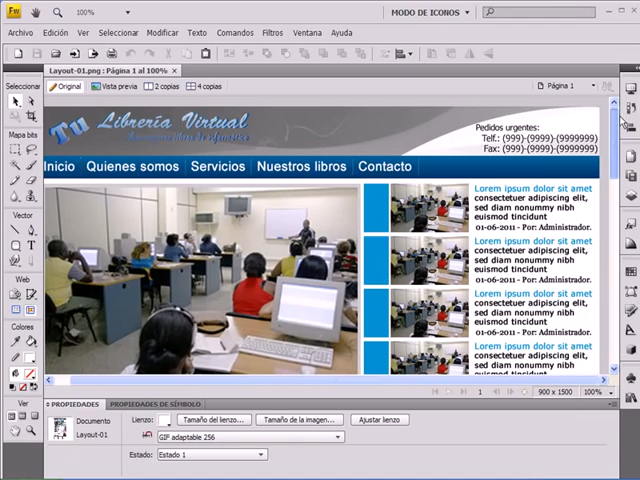 Fw
100%
MODO DE ICONOS
Archivo Edición Ver Seleccionar Modificar Texto Comandos Filtros Ventana Ayuda
Layout-01.png : Página 1 al 100%
Seleccionar
Original Vista previa 2 copias 4 copias
Página 1
Tu Librería Virtual
Pedidos urgentes:
Telf.: (999)-(9999)-(9999999)
Fax: (999)-(9999)-(9999999)
Inicio Quienes somos Servicios Nuestros libros Contacto
Mapa bits
Vector
Web
Colores
Ver
Lorem ipsum dolor sit amet
consectetuer adipiscing elit,
sed diam nonummy nibh
euismod tincidunt
01-06-2011 - Por: Administrador.
Lorem ipsum dolor sit amet
consectetuer adipiscing elit,
sed diam nonummy nibh
euismod tincidunt
01-06-2011 - Por: Administrador.
Lorem ipsum dolor sit amet
consectetuer adipiscing elit,
sed diam nonummy nibh
euismod tincidunt
01-06-2011 - Por: Administrador.
Lorem ipsum dolor sit amet
consectetuer adipiscing elit,
1
900 x 1500
100%
PROPIEDADES PROPIEDADES DE SÍMBOLO
Documento
Layout-01
Lienzo:
Tamaño del lienzo...
Tamaño de la imagen...
Ajustar lienzo
GIF adaptable 256
Estado: Estado 1